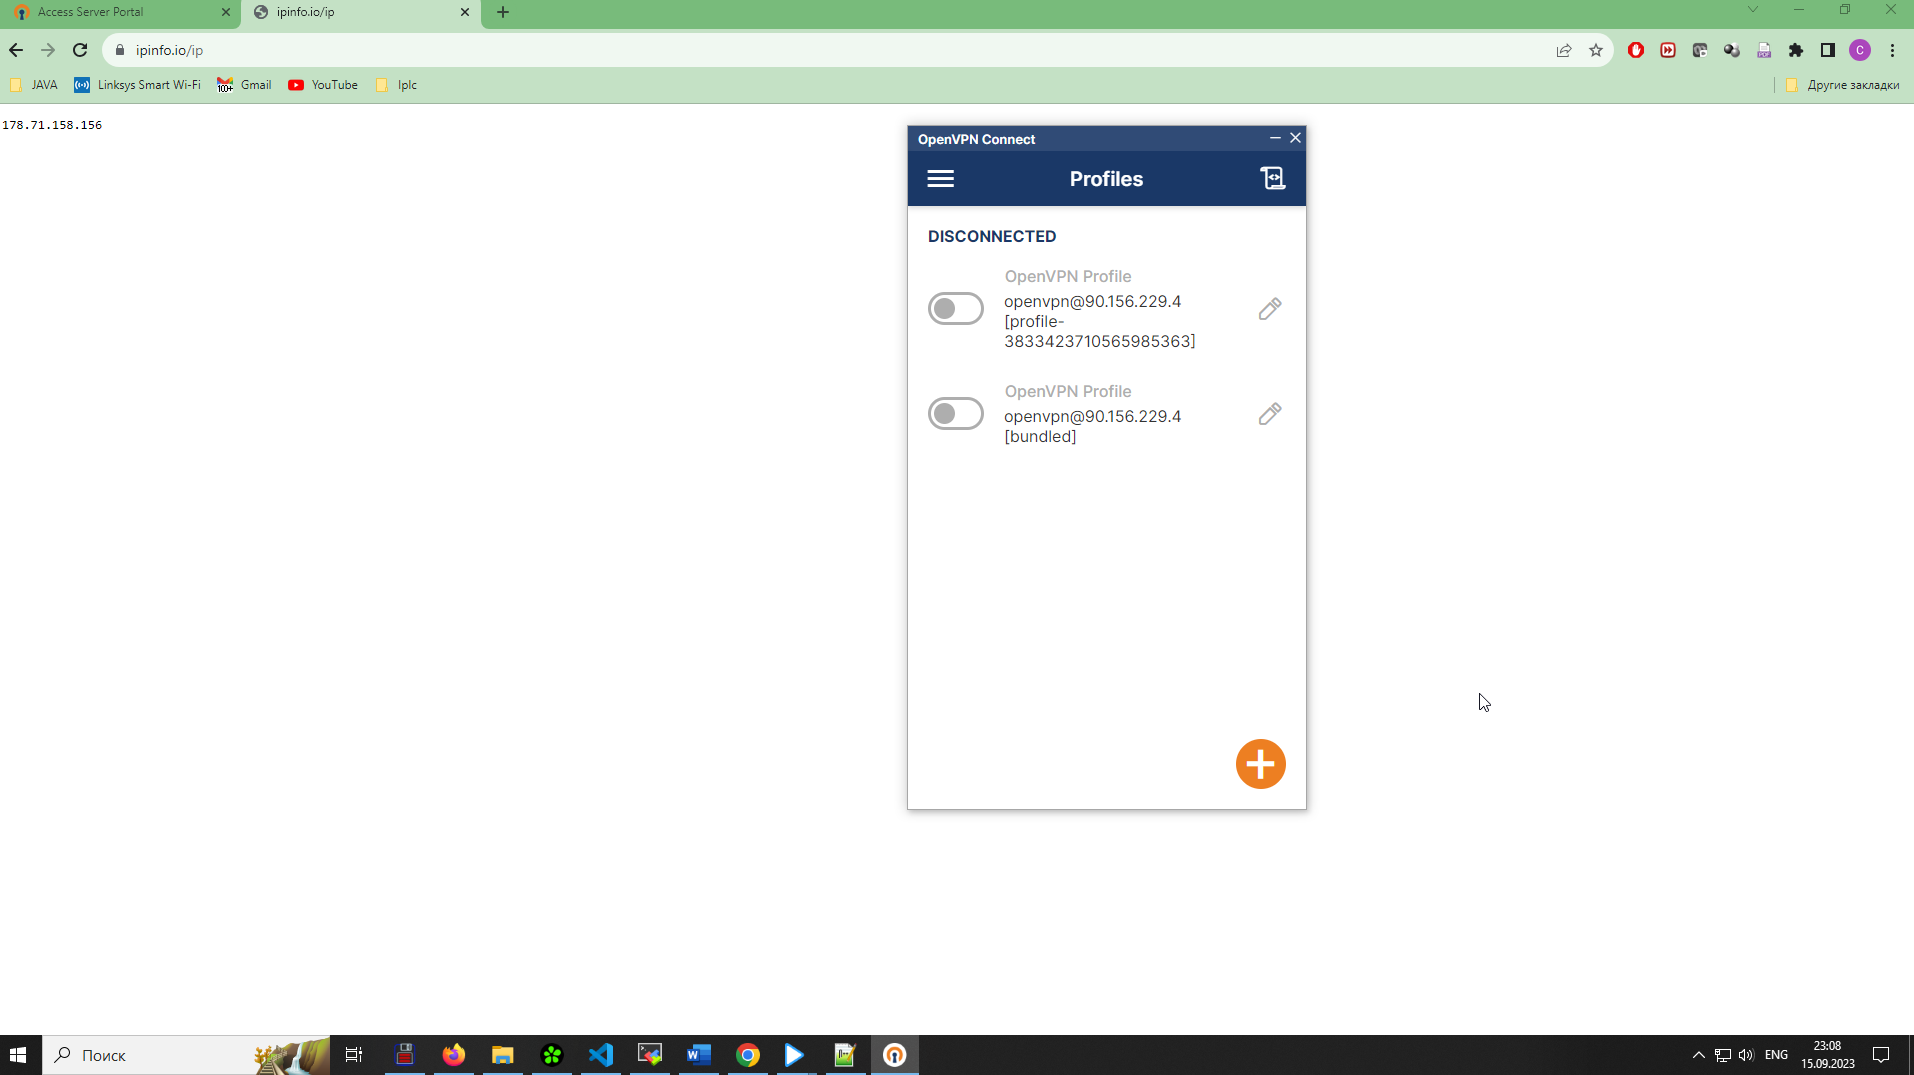 Access Server Portal
ipinfo.io/ip
ipinfo.io/ip
C
JAVA
Linksys Smart Wi-Fi
100+
Gmail
YouTube
Iplc
Другие закладки
178.71.158.156
OpenVPN Connect
Profiles
DISCONNECTED
OpenVPN Profile
openvpn@90.156.229.4
[profile-
3833423710565985363]
OpenVPN Profile
openvpn@90.156.229.4
[bundled]
Поиск
ENG
23:08
15.09.2023